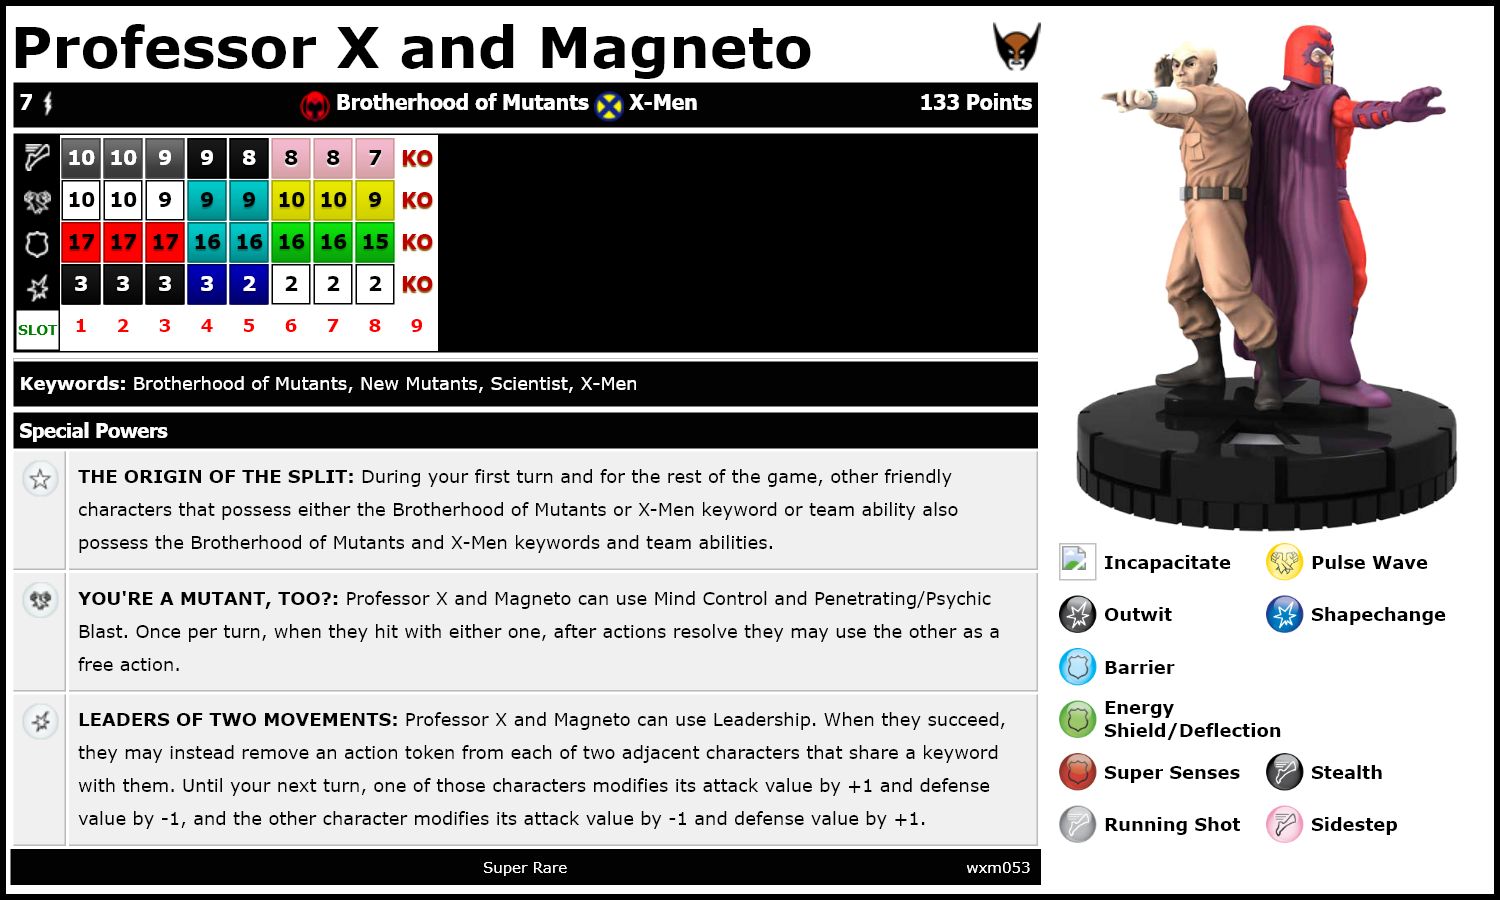 Professor X and Magneto
7 Brotherhood of Mutants X-Men 133 Points
10 10 9 9 8 8 8 7 KO
10 10 9 9 9 10 10 9 KO
17 17 17 16 16 16 16 15 KO
3 3 3 3 2 2 2 2 KO
SLOT 1 2 3 4 5 6 7 8 9
Keywords: Brotherhood of Mutants, New Mutants, Scientist, X-Men
Special Powers
THE ORIGIN OF THE SPLIT: During your first turn and for the rest of the game, other friendly
characters that possess either the Brotherhood of Mutants or X-Men keyword or team ability also
possess the Brotherhood of Mutants and X-Men keywords and team abilities.
YOU'RE A MUTANT, TOO?: Professor X and Magneto can use Mind Control and Penetrating/Psychic
Blast. Once per turn, when they hit with either one, after actions resolve they may use the other as a
free action.
LEADERS OF TWO MOVEMENTS: Professor X and Magneto can use Leadership. When they succeed,
they may instead remove an action token from each of two adjacent characters that share a keyword
with them. Until your next turn, one of those characters modifies its attack value by +1 and defense
value by -1, and the other character modifies its attack value by -1 and defense value by +1.
Super Rare wxm053
Incapacitate Pulse Wave
Outwit Shapechange
Barrier
Energy
Shield/Deflection
Super Senses Stealth
Running Shot Sidestep